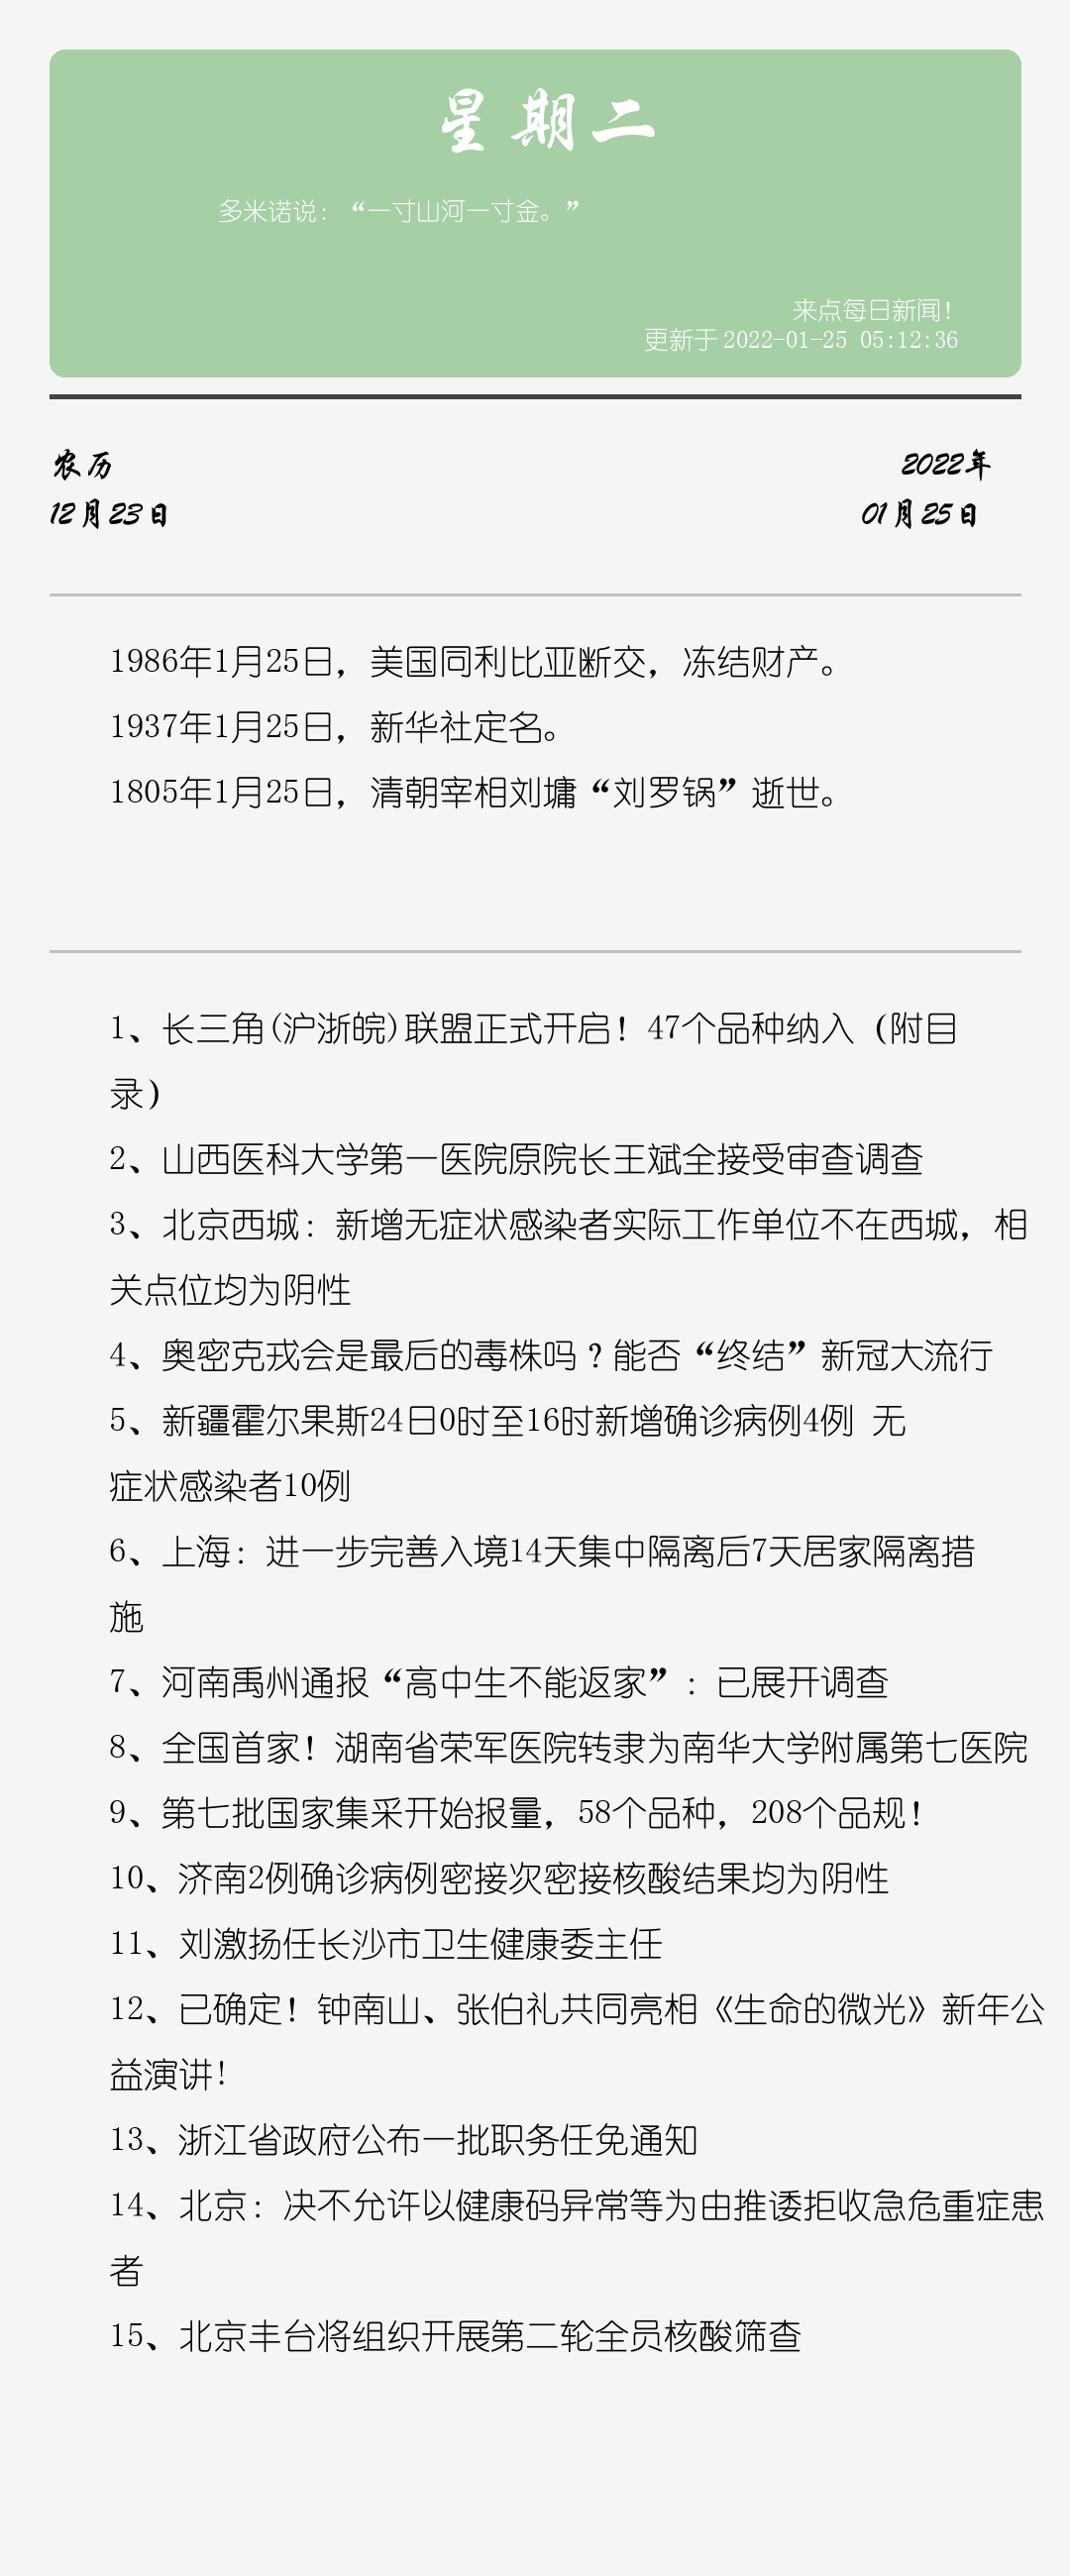 星期二
多米诺说：“一寸山河一寸金。”
来点每日新闻！
更新于 2022-01-25 05:12:36
农历
2022年
12月23日
01月25日
1986年1月25日，美国同利比亚断交，冻结财产。
1937年1月25日，新华社定名。
1805年1月25日，清朝宰相刘墉“刘罗锅”逝世。
1、长三角(沪浙皖)联盟正式开启！47个品种纳入（附目
录）
2、山西医科大学第一医院原院长王斌全接受审查调查
3、北京西城：新增无症状感染者实际工作单位不在西城，相
关点位均为阴性
4、奥密克戎会是最后的毒株吗？能否“终结”新冠大流行
5、新疆霍尔果斯24日0时至16时新增确诊病例4例 无
症状感染者10例
6、上海：进一步完善入境14天集中隔离后7天居家隔离措
施
7、河南禹州通报“高中生不能返家”：已展开调查
8、全国首家！湖南省荣军医院转隶为南华大学附属第七医院
9、第七批国家集采开始报量，58个品种，208个品规！
10、济南2例确诊病例密接次密接核酸结果均为阴性
11、刘激扬任长沙市卫生健康委主任
12、已确定！钟南山、张伯礼共同亮相《生命的微光》新年公
益演讲！
13、浙江省政府公布一批职务任免通知
14、北京：决不允许以健康码异常等为由推诿拒收急危重症患
者
15、北京丰台将组织开展第二轮全员核酸筛查